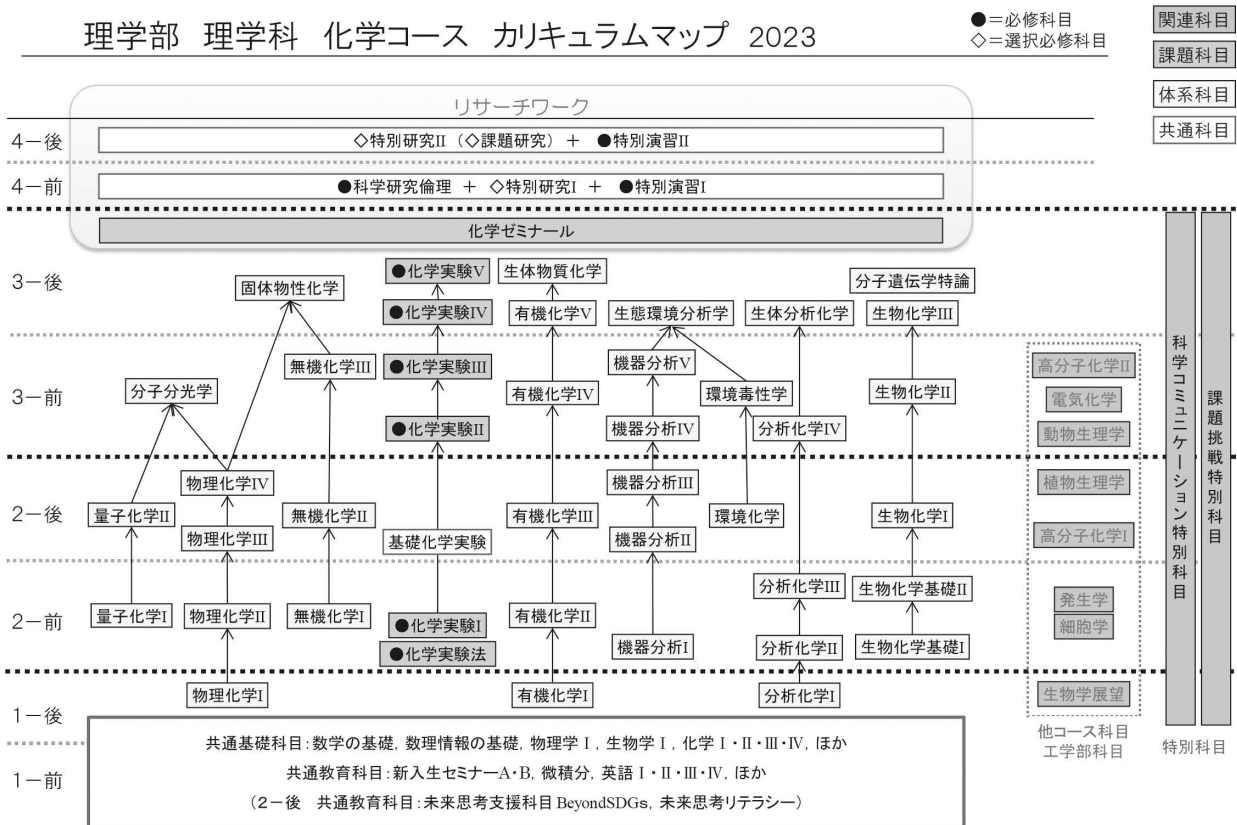 理学部 理学科 化学コース カリキュラムマップ 2023
●=必修科目
◇=選択必修科目
関連科目
課題科目
体系科目
共通科目
リサーチワーク
4－後
◇特別研究II（◇課題研究） ＋ ●特別演習II
4－前
●科学研究倫理 ＋ ◇特別研究I ＋ ●特別演習I
化学ゼミナール
3－後
固体物性化学
●化学実験V
生体物質化学
分子遺伝学特論
●化学実験IV
有機化学V
生態環境分析学
生体分析化学
生物化学III
3－前
分子分光学
無機化学III
●化学実験III
機器分析V
有機化学IV
環境毒性学
生物化学II
●化学実験II
機器分析IV
分析化学IV
高分子化学II
電気化学
動物生理学
2－後
物理化学IV
機器分析III
植物生理学
量子化学II
無機化学II
有機化学III
環境化学
生物化学I
物理化学III
基礎化学実験
機器分析II
高分子化学I
2－前
分析化学III
生物化学基礎II
発生学
量子化学I
物理化学II
無機化学I
●化学実験I
有機化学II
細胞学
●化学実験法
機器分析I
分析化学II
生物化学基礎I
1－後
物理化学I
有機化学I
分析化学I
生物学展望
他コース科目
工学部科目
科学コミュニケーション特別科目
課題挑戦特別科目
特別科目
1－前
共通基礎科目：数学の基礎，数理情報の基礎，物理学 I，生物学 I，化学 I・II・III・IV，ほか
共通教育科目：新入生セミナーA・B，微積分，英語 I・II・III・IV，ほか
（2－後 共通教育科目：未来思考支援科目 BeyondSDGs，未来思考リテラシー）